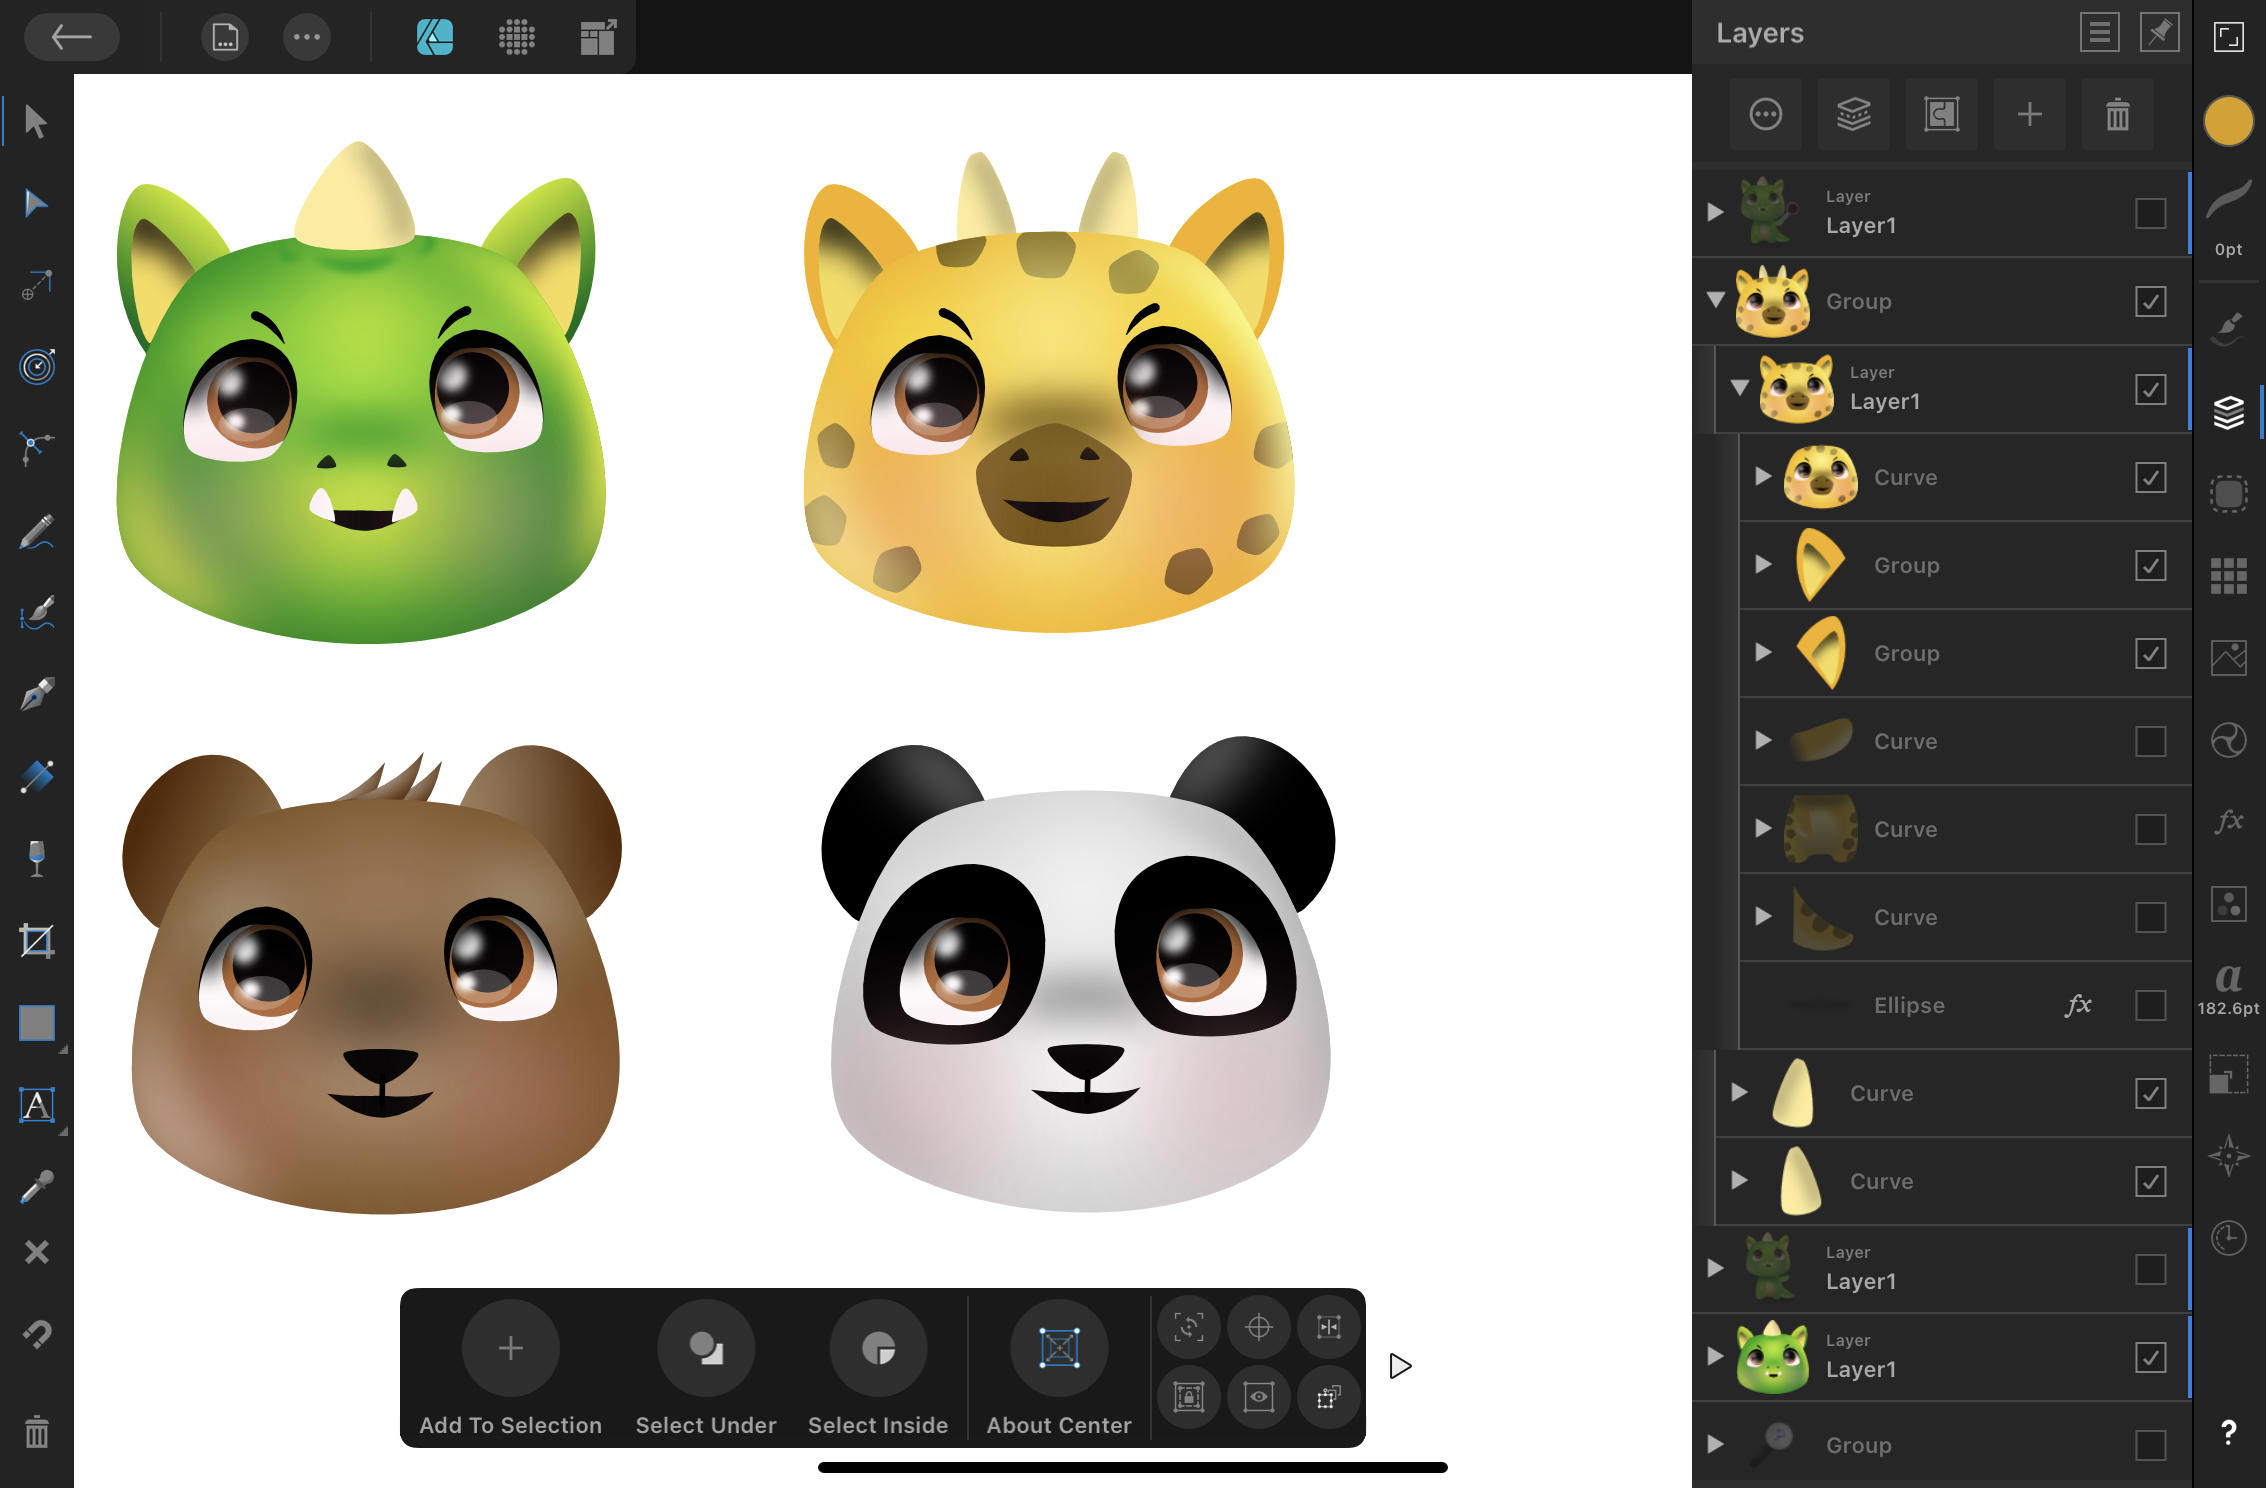 Layers
Layer
Layer1
Group
Layer
Layer1
Curve
Group
Group
Curve
Curve
Curve
Ellipse fx
Curve
Curve
Layer
Layer1
Layer
Layer1
Group
0pt
fx
a
182.6pt
?
A
Add To Selection
Select Under
Select Inside
About Center